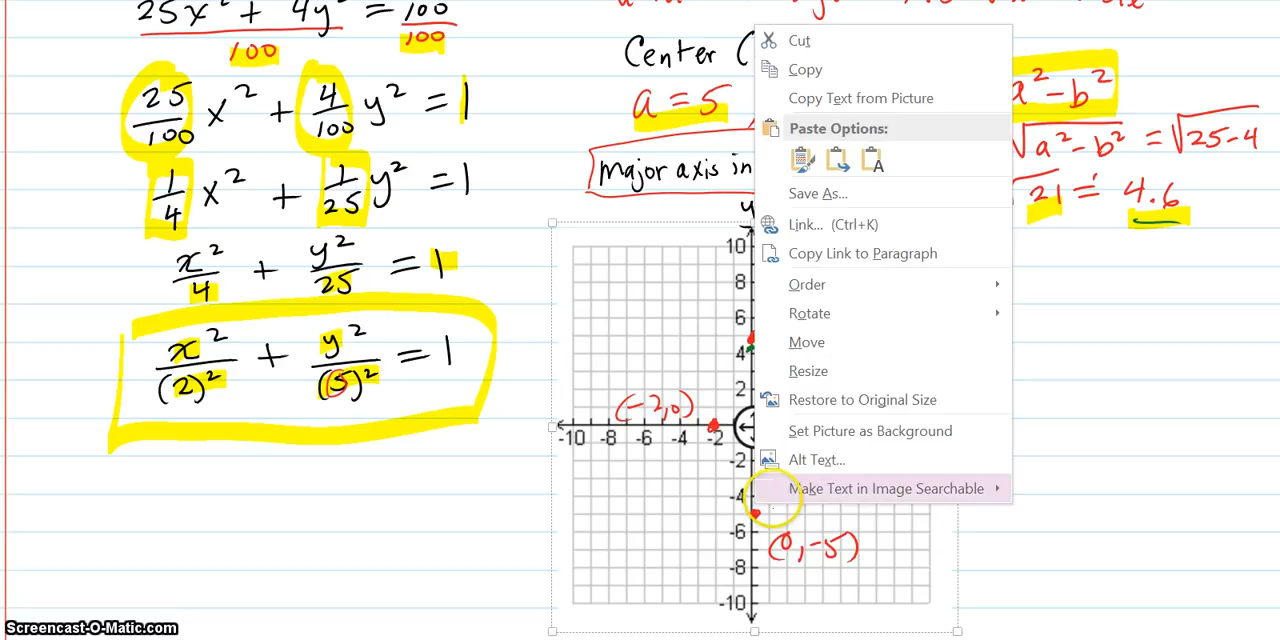 25x² + 4y² = 100
100 100
25/100 x² + 4/100 y² = 1
1/4 x² + 1/25 y² = 1
x²/4 + y²/25 = 1
x²/(2)² + y²/(5)² = 1
Center (
a = 5
major axis in
y
a² - b²
√a² - b² = √25-4
21 = 4.6
Cut
Copy
Copy Text from Picture
Paste Options:
A
Save As...
Link... (Ctrl+K)
Copy Link to Paragraph
Order
Rotate
Move
Resize
Restore to Original Size
Set Picture as Background
Alt Text...
Make Text in Image Searchable
10
8
6
4
2
(-2,0)
-10 -8 -6 -4 -2
-2
-4
-6
(0,-5)
-8
-10
Screencast-O-Matic.com